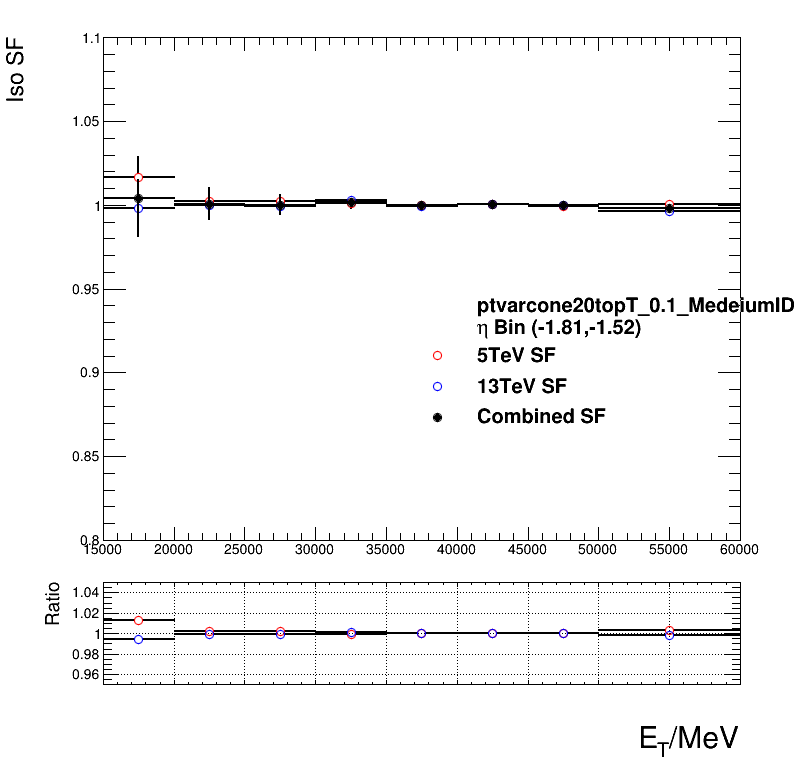 Iso SF
1.1
1.05
1
0.95
0.9
0.85
0.8
ptvarcone20topT_0.1_MedeiumID
η Bin (-1.81,-1.52)
5TeV SF
13TeV SF
Combined SF
15000 20000 25000 30000 35000 40000 45000 50000 55000 60000
Ratio
1.04
1.02
1
0.98
0.96
E_T/MeV